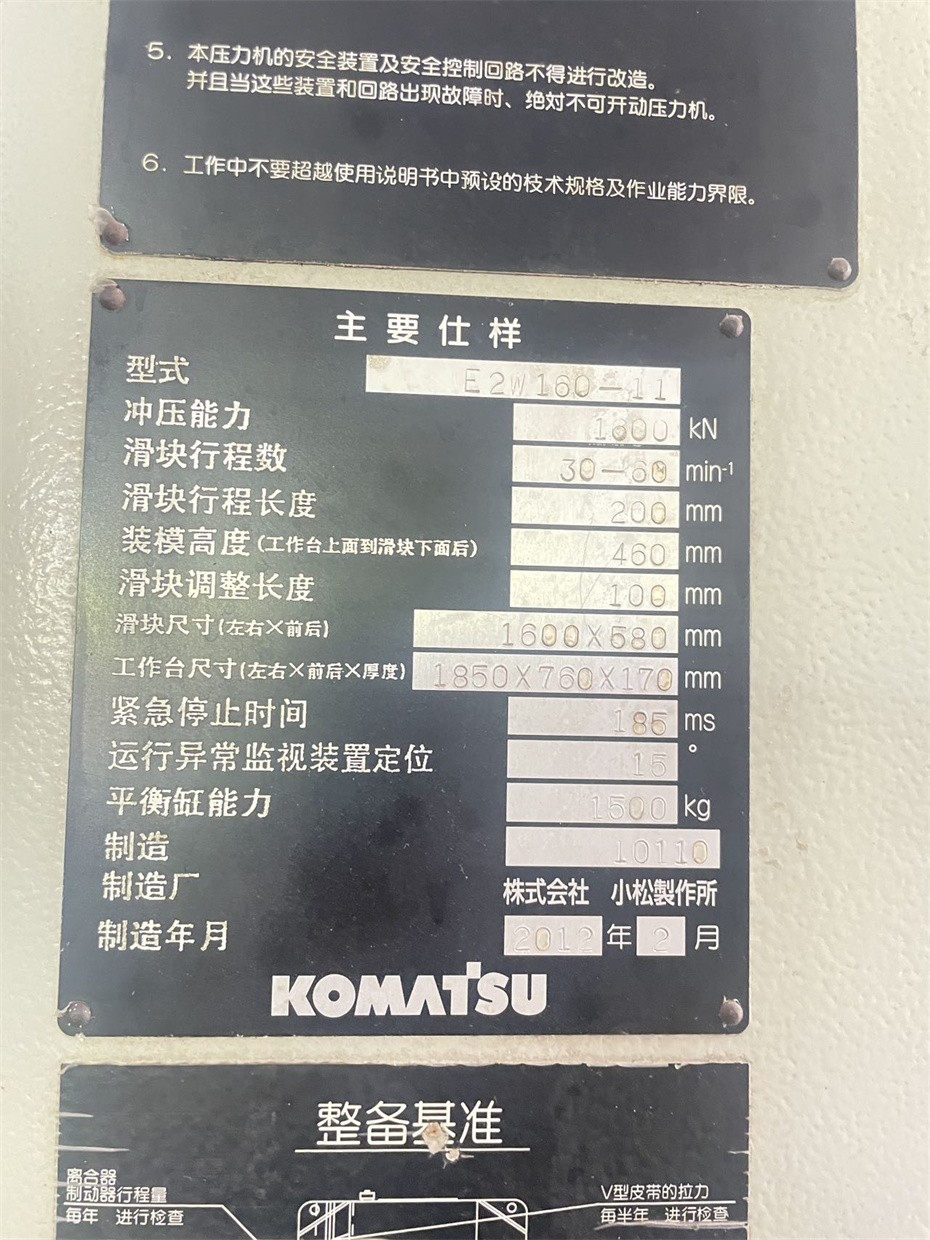 5. 本压力机的安全装置及安全控制回路不得进行改造。
并且当这些装置和回路出现故障时、绝对不可开动压力机。
6. 工作中不要超越使用说明书中预设的枝术规格及作业能力界限。
主要仕样
型式 E2W160-11
冲压能力 1600 kN
滑块行程数 30-60 min-1
滑块行程长度 200 mm
装模高度(工作台上面到滑块下面后) 460 mm
滑块调整长度 100 mm
滑块尺寸(左右×前后) 1600X580 mm
工作台尺寸(左右×前后×厚度) 1850X760X170 mm
紧急停止时间 185 ms
运行异常监视装置定位 15 °
平衡缸能力 1500 kg
制造 10110
制造厂 株式会社 小松製作所
制造年月 2012 年 2 月
KOMATSU
整备基准
离合器
制动器行程量
每年 进行检查
V型皮带的拉力
每半年 进行检查